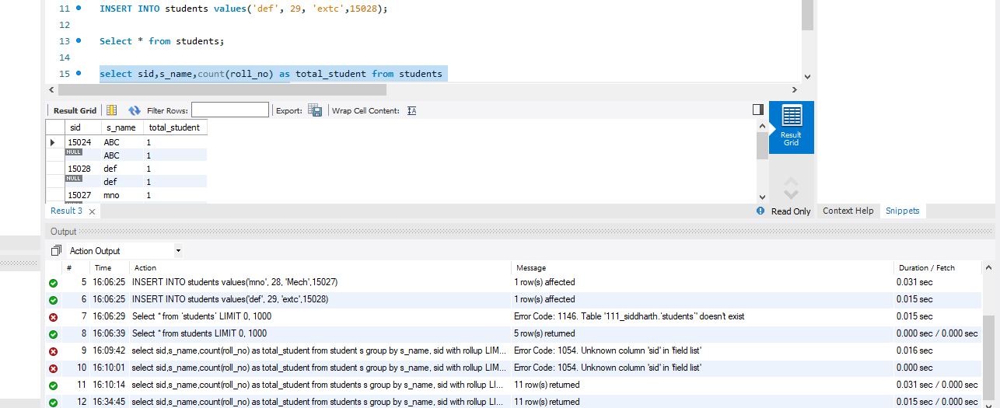 11 INSERT INTO students values('def', 29, 'extc',15028);
12
13 Select * from students;
14
15 select sid,s_name,count(roll_no) as total_student from students
Result Grid Filter Rows: Export: Wrap Cell Content:
sid s_name total_student
15024 ABC 1
NULL ABC 1
15028 def 1
NULL def 1
15027 mno 1
Result Grid
Result 3 Read Only Context Help Snippets
Output
Action Output
# Time Action Message Duration / Fetch
5 16:06:25 INSERT INTO students values('mno', 28, 'Mech',15027) 1 row(s) affected 0.031 sec
6 16:06:25 INSERT INTO students values('def', 29, 'extc',15028) 1 row(s) affected 0.015 sec
7 16:06:29 Select * from 'students' LIMIT 0, 1000 Error Code: 1146. Table '111_siddharth.'students'' doesn't exist 0.015 sec
8 16:06:39 Select * from students LIMIT 0, 1000 5 row(s) returned 0.000 sec / 0.000 sec
9 16:09:42 select sid,s_name,count(roll_no) as total_student from student s group by s_name, sid with rollup LIM... Error Code: 1054. Unknown column 'sid' in 'field list' 0.016 sec
10 16:10:01 select sid,s_name,count(roll_no) as total_student from student s group by s_name, sid with rollup LIM... Error Code: 1054. Unknown column 'sid' in 'field list' 0.000 sec
11 16:10:14 select sid,s_name,count(roll_no) as total_student from students s group by s_name, sid with rollup LI... 11 row(s) returned 0.031 sec / 0.000 sec
12 16:34:45 select sid,s_name,count(roll_no) as total_student from students s group by s_name, sid with rollup LI... 11 row(s) returned 0.015 sec / 0.000 sec